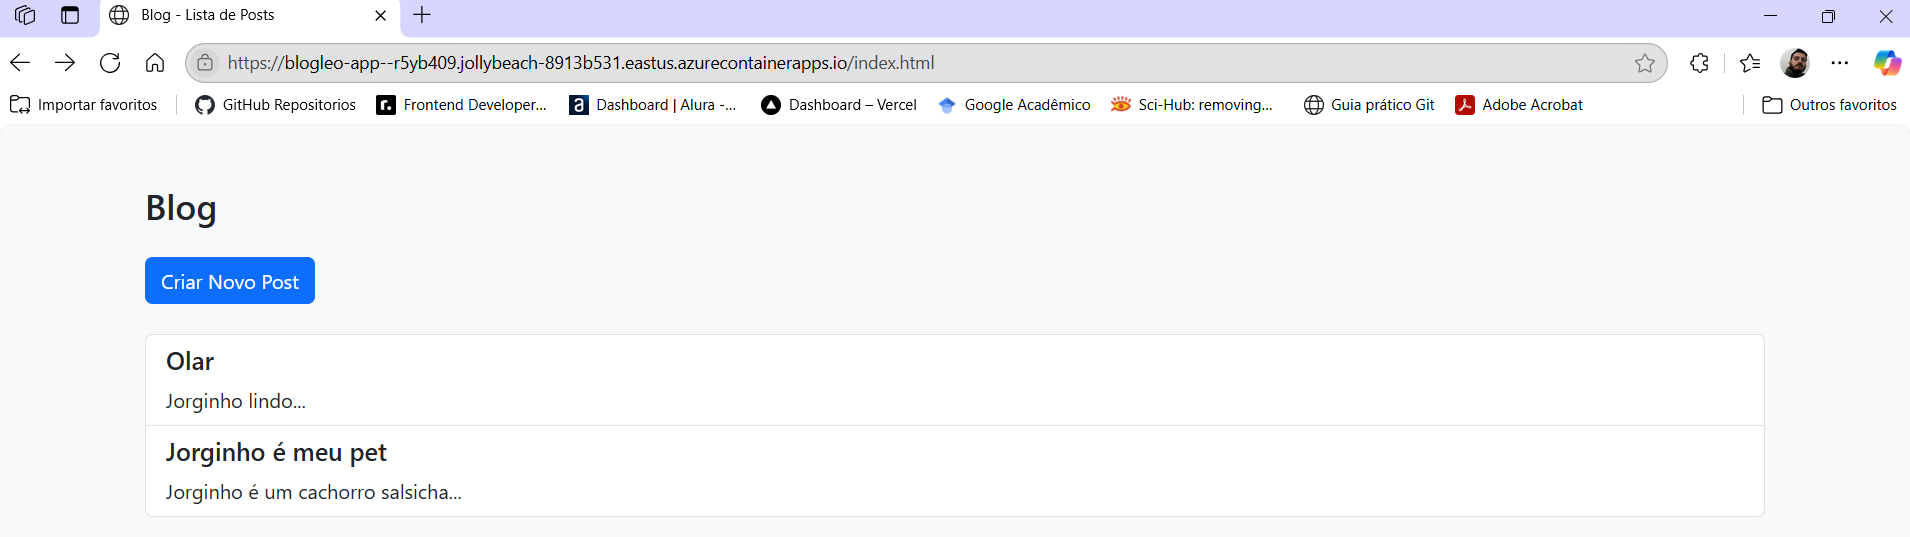 Blog - Lista de Posts
https://blogleo-app--r5yb409.jollybeach-8913b531.eastus.azurecontainerapps.io/index.html
Importar favoritos GitHub Repositorios Frontend Developer... Dashboard | Alura -... Dashboard – Vercel Google Acadêmico Sci-Hub: removing... Guia prático Git Adobe Acrobat Outros favoritos
Blog
Criar Novo Post
Olar
Jorginho lindo...
Jorginho é meu pet
Jorginho é um cachorro salsicha...